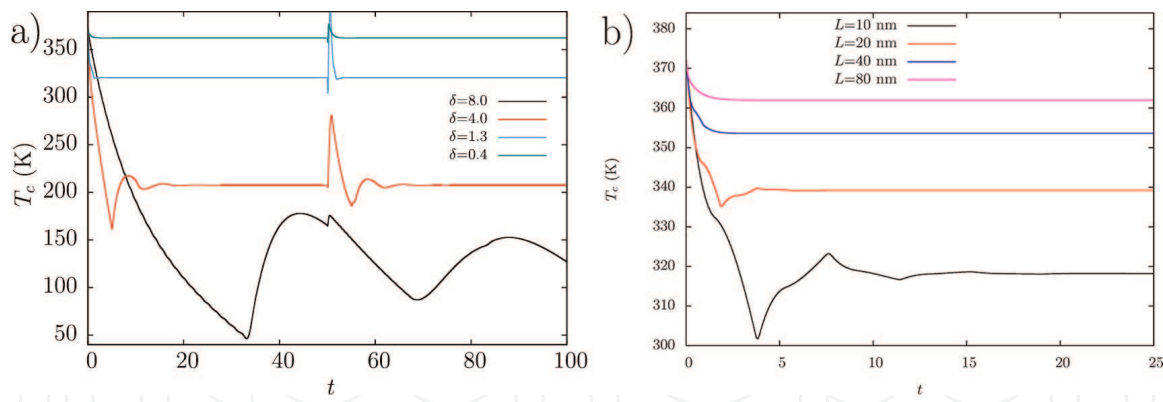 a)
350
300
250
200
150
100
50
T_c (K)
δ=8.0
δ=4.0
δ=1.3
δ=0.4
0
20
40
60
80
100
t
b)
380
370
360
350
340
330
320
310
300
T_c (K)
L=10 nm
L=20 nm
L=40 nm
L=80 nm
0
5
10
15
20
25
t